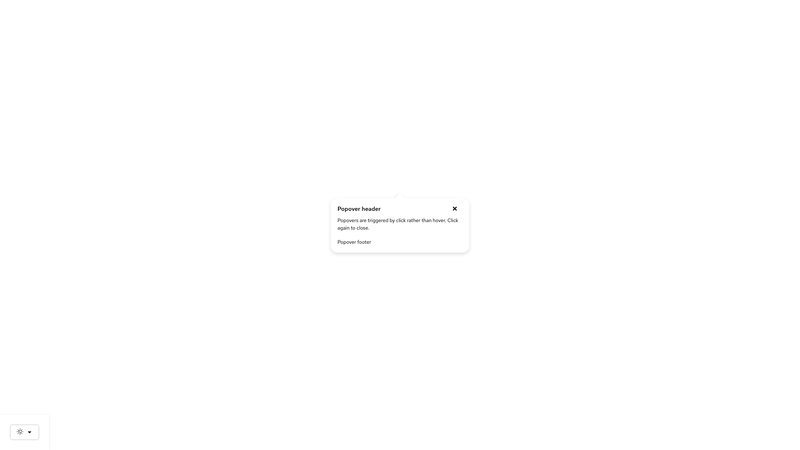 Popover header
Popovers are triggered by click rather than hover. Click
again to close.
Popover footer